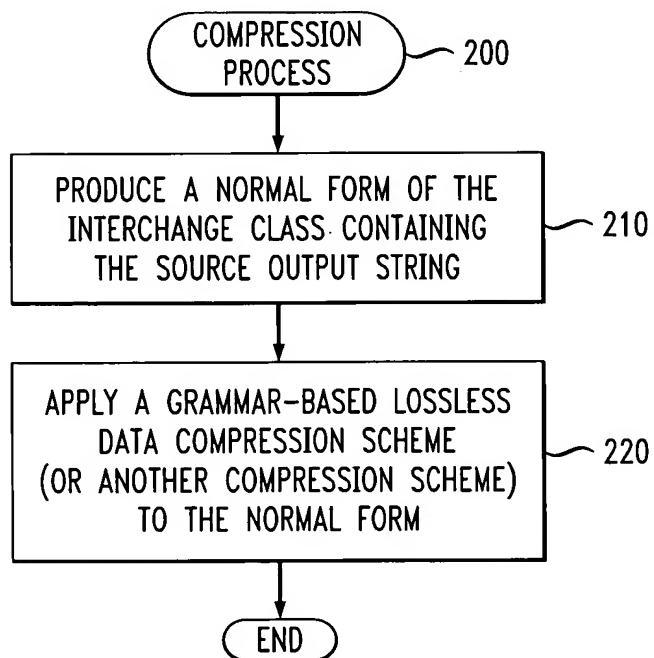 COMPRESSION
PROCESS
200
PRODUCE A NORMAL FORM OF THE
INTERCHANGE CLASS CONTAINING
THE SOURCE OUTPUT STRING
210
APPLY A GRAMMAR-BASED LOSSLESS
DATA COMPRESSION SCHEME
(OR ANOTHER COMPRESSION SCHEME)
TO THE NORMAL FORM
220
END